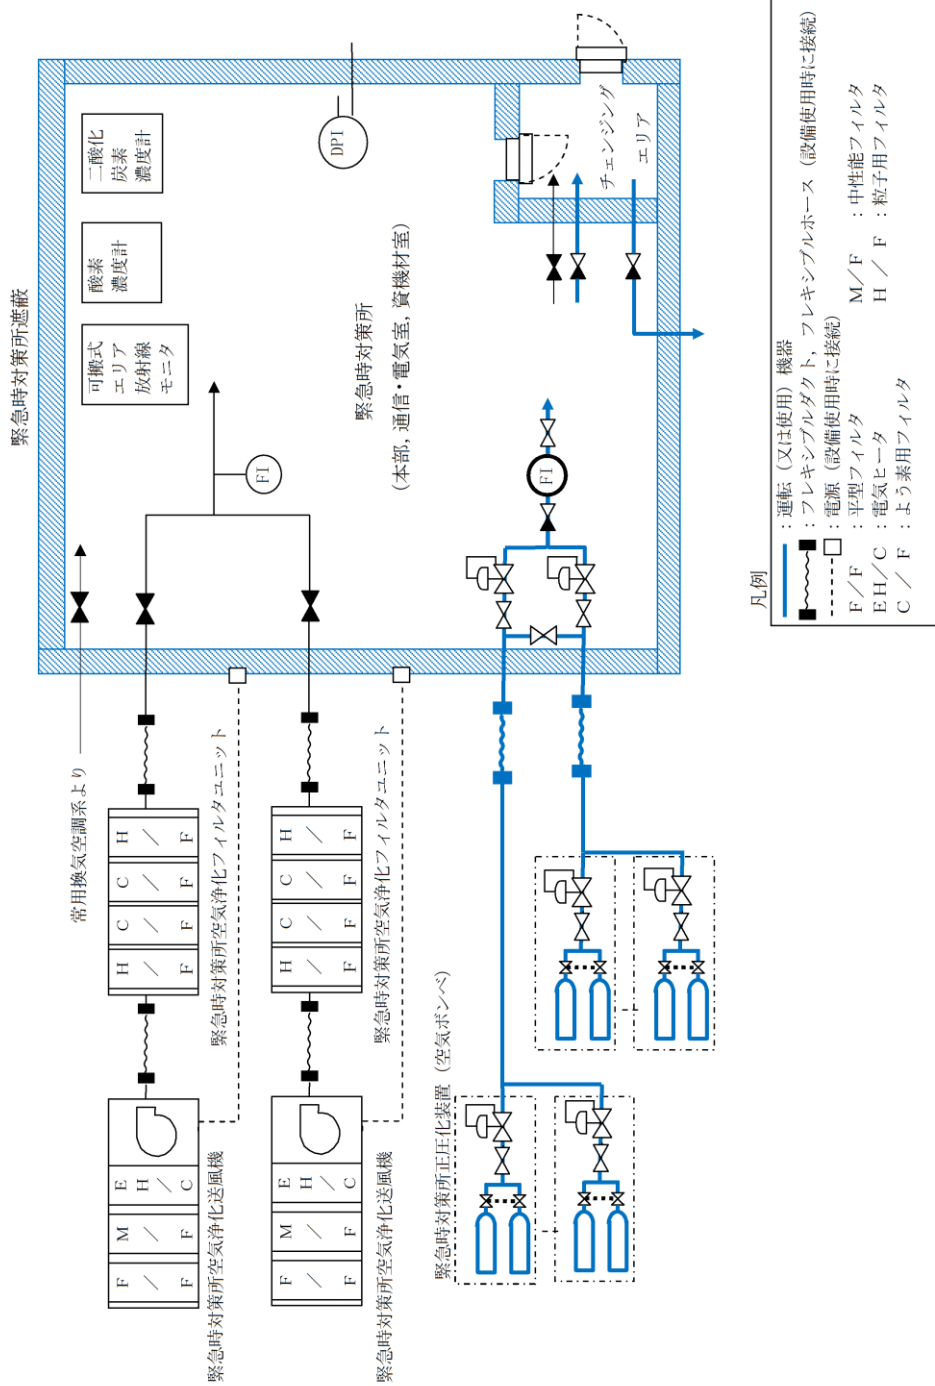 緊急時対策所遮蔽
二酸化
炭素
濃度計
酸素
濃度計
可搬式
エリア
放射線
モニタ
DPI
チェンジング
エリア
緊急時対策所
(本部,通信・電気室,資機材室)
FI
FI
常用換気空調系より
H/F
C/F
C/F
H/F
緊急時対策所空気浄化フィルタユニット
H/F
C/F
C/F
H/F
緊急時対策所空気浄化フィルタユニット
F/F
M/F
EH/C
緊急時対策所空気浄化送風機
F/F
M/F
EH/C
緊急時対策所空気浄化送風機
緊急時対策所正圧化装置(空気ボンベ)
凡例
:運転(又は使用)機器
:フレキシブルダクト,フレキシブルホース(設備使用時に接続)
:電源(設備使用時に接続)
F/F :平型フィルタ M/F :中性能フィルタ
EH/C :電気ヒータ H/F :粒子用フィルタ
C/F :よう素用フィルタ